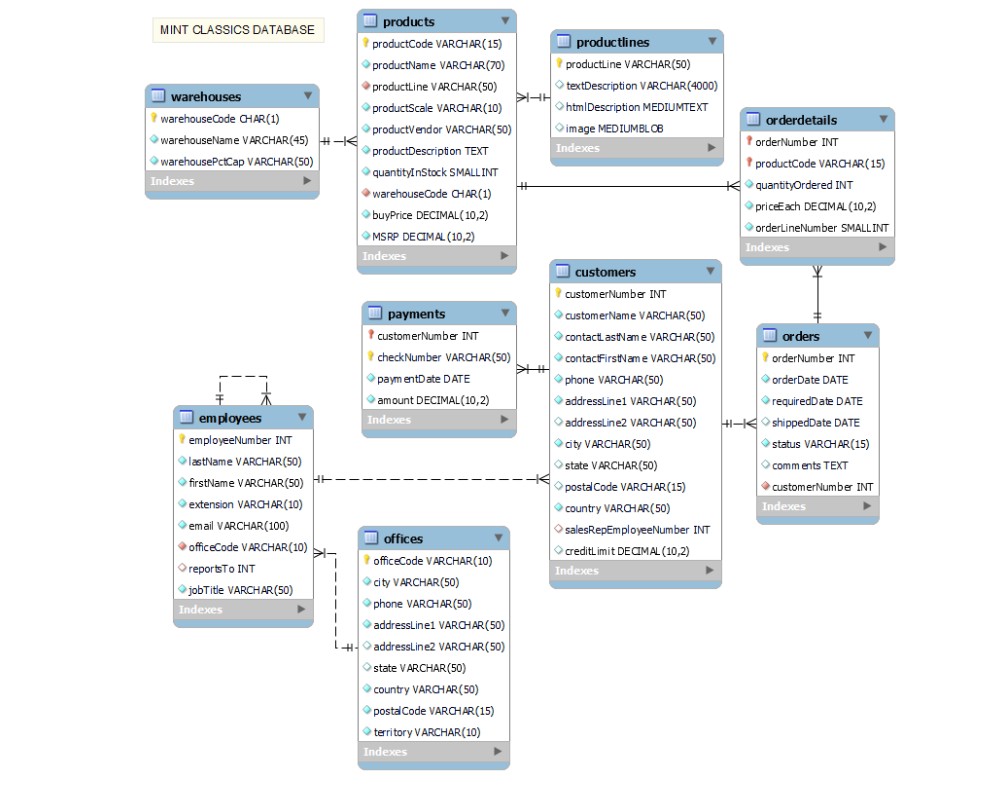 MINT CLASSICS DATABASE
products
productCode VARCHAR(15)
productName VARCHAR(70)
productLine VARCHAR(50)
productScale VARCHAR(10)
productVendor VARCHAR(50)
productDescription TEXT
quantityInStock SMALLINT
warehouseCode CHAR(1)
buyPrice DECIMAL(10,2)
MSRP DECIMAL(10,2)
Indexes
productlines
productLine VARCHAR(50)
textDescription VARCHAR(4000)
htmlDescription MEDIUMTEXT
image MEDIUMBLOB
Indexes
warehouses
warehouseCode CHAR(1)
warehouseName VARCHAR(45)
warehousePctCap VARCHAR(50)
Indexes
orderdetails
orderNumber INT
productCode VARCHAR(15)
quantityOrdered INT
priceEach DECIMAL(10,2)
orderLineNumber SMALLINT
Indexes
customers
customerNumber INT
customerName VARCHAR(50)
contactLastName VARCHAR(50)
contactFirstName VARCHAR(50)
phone VARCHAR(50)
addressLine1 VARCHAR(50)
addressLine2 VARCHAR(50)
city VARCHAR(50)
state VARCHAR(50)
postalCode VARCHAR(15)
country VARCHAR(50)
salesRepEmployeeNumber INT
creditLimit DECIMAL(10,2)
Indexes
payments
customerNumber INT
checkNumber VARCHAR(50)
paymentDate DATE
amount DECIMAL(10,2)
Indexes
orders
orderNumber INT
orderDate DATE
requiredDate DATE
shippedDate DATE
status VARCHAR(15)
comments TEXT
customerNumber INT
Indexes
employees
employeeNumber INT
lastName VARCHAR(50)
firstName VARCHAR(50)
extension VARCHAR(10)
email VARCHAR(100)
officeCode VARCHAR(10)
reportsTo INT
jobTitle VARCHAR(50)
Indexes
offices
officeCode VARCHAR(10)
city VARCHAR(50)
phone VARCHAR(50)
addressLine1 VARCHAR(50)
addressLine2 VARCHAR(50)
state VARCHAR(50)
country VARCHAR(50)
postalCode VARCHAR(15)
territory VARCHAR(10)
Indexes